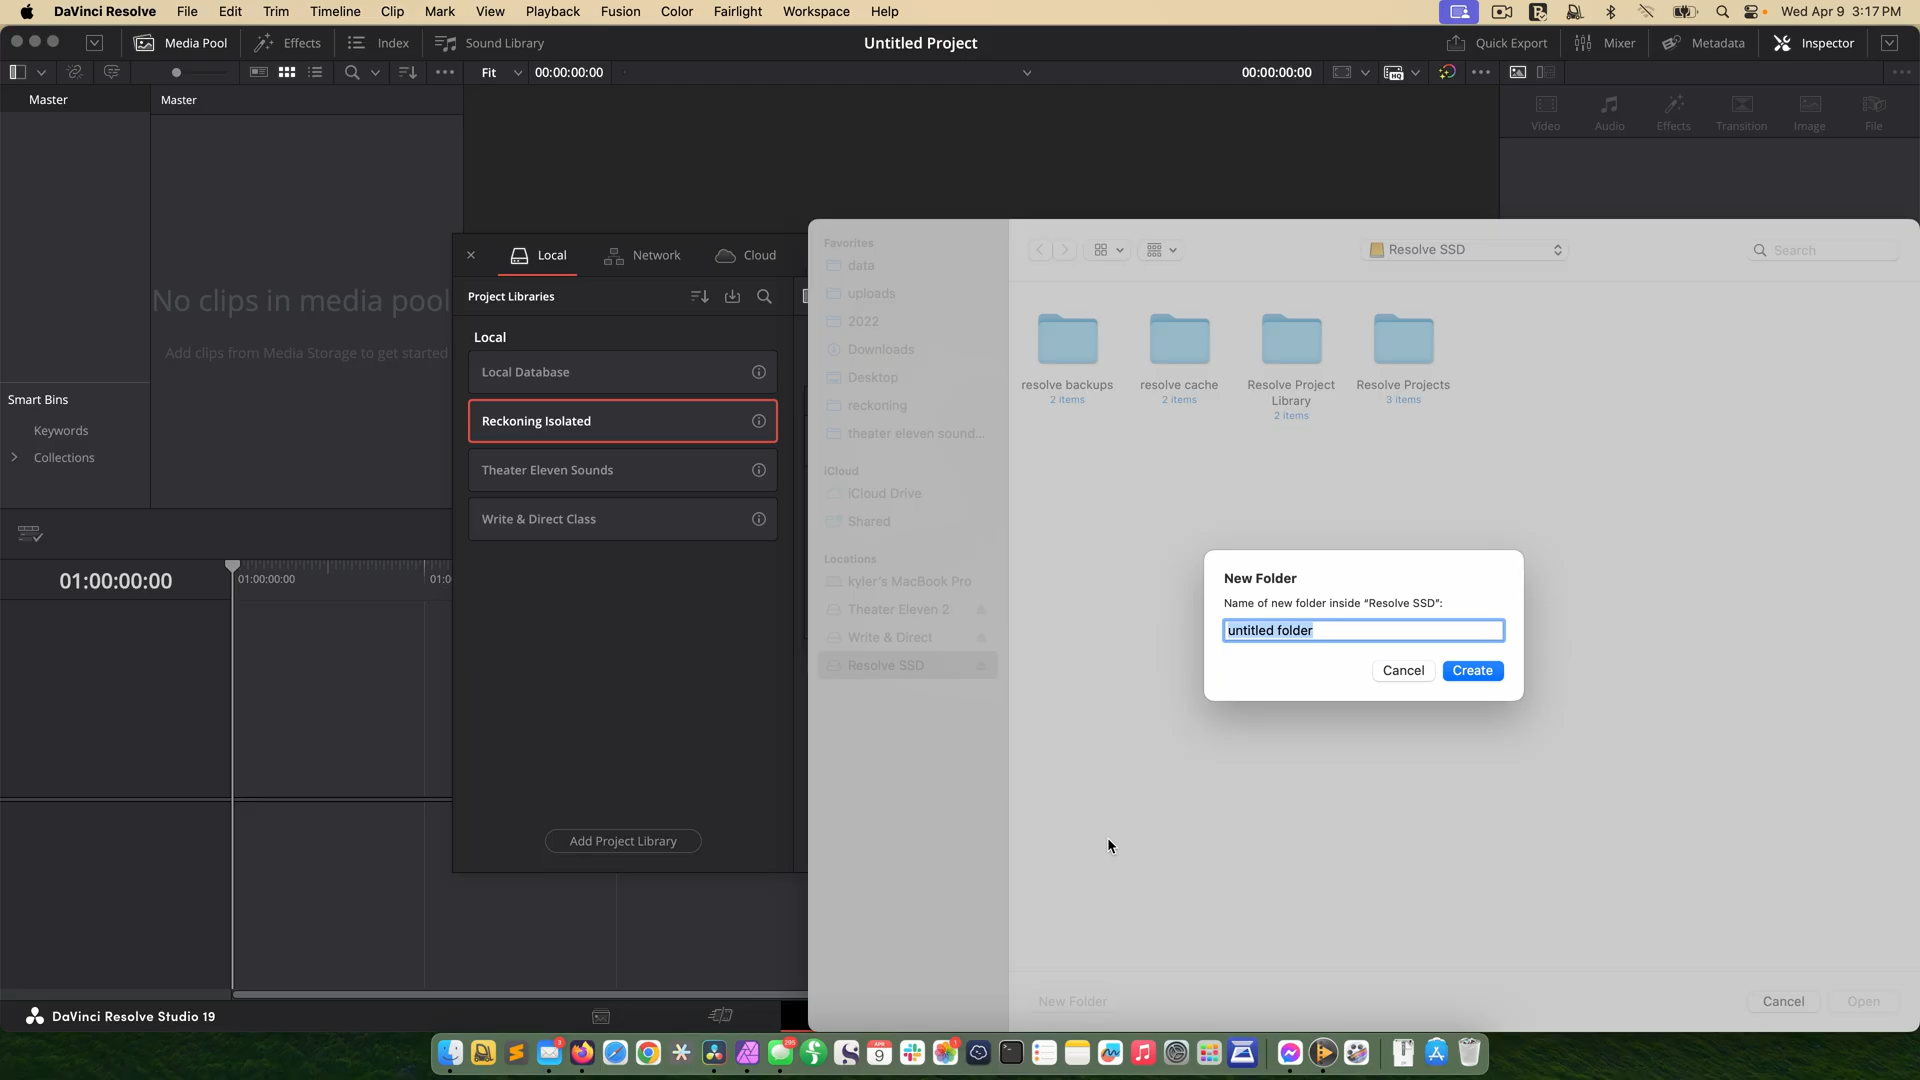 DaVinci Resolve File Edit Trim Timeline Clip Mark View Playback Fusion Color Fairlight Workspace Help Wed Apr 9 3:17 PM
Media Pool Effects Index Sound Library Untitled Project Quick Export Mixer Metadata Inspector
Fit 00:00:00:00 00:00:00:00
Master
Master
Video Audio Effects Transition Image File
No clips in media pool
Add clips from Media Storage to get started
Smart Bins
Keywords
Collections
Local Network Cloud
Project Libraries
Local
Local Database
Reckoning Isolated
Theater Eleven Sounds
Write & Direct Class
Add Project Library
Favorites
data
uploads
2022
Downloads
Desktop
reckoning
theater eleven sound...
iCloud
iCloud Drive
Shared
Locations
kyler's MacBook Pro
Theater Eleven 2
Write & Direct
Resolve SSD
Resolve SSD
Search
resolve backups
2 items
resolve cache
2 items
Resolve Project
Library
2 items
Resolve Projects
3 items
New Folder
Name of new folder inside “Resolve SSD”:
untitled folder
Cancel Create
New Folder
Cancel Open
01:00:00:00
01:00:00:00
01:0
DaVinci Resolve Studio 19
3
295
APR
9
1